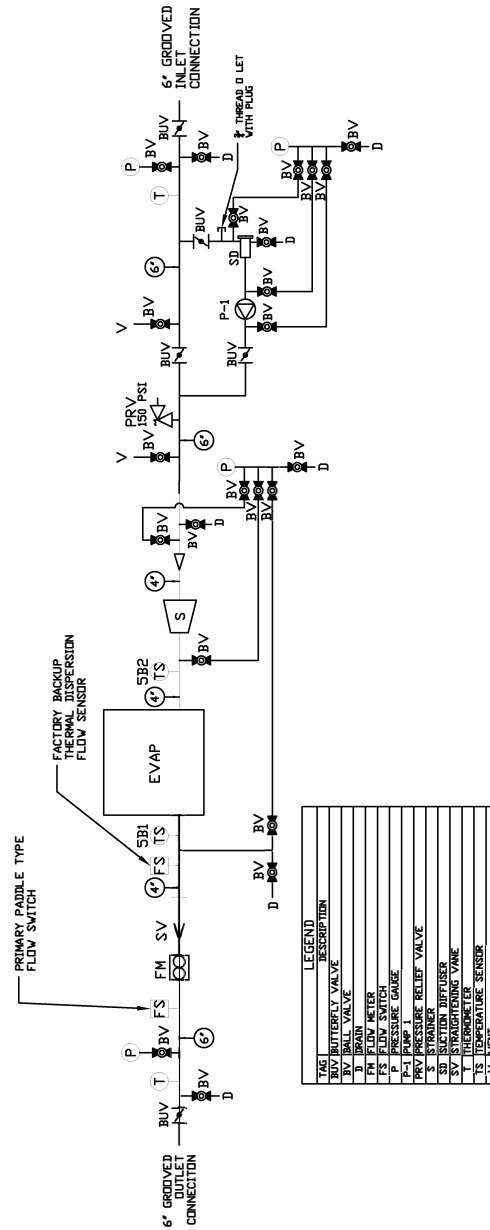 PRIMARY PADDLE TYPE
FLOW SWITCH
FACTORY BACKUP
THERMAL DISPERSION
FLOW SENSOR
6" GROOVED
OUTLET
CONNECITON
BUV
BV
D
T
P
BV
6"
FS
FM
SV
4"
FS
TS
5B1
BV
D
BV
EVAP
4"
5B2
TS
BV
S
4"
BV
BV
D
P
BV
BV
BV
BV
D
V
BV
PRV
150 PSI
6"
BUV
BUV
V
BV
6"
P-1
BV
BV
SD
BV
D
BUV
BV
THREAD O LET
WITH PLUG
T
P
BV
BV
D
BUV
6" GROOVED
INLET
CONNECTION
P
BV
BV
BV
BV
D
LEGEND
TAG DESCRIPTION
BUV BUTTERFLY VALVE
BV BALL VALVE
D DRAIN
FM FLOW METER
FS FLOW SWITCH
P PRESSURE GAUGE
P-1 PUMP 1
PRV PRESSURE RELIEF VALVE
S STRAINER
SD SUCTION DIFFUSER
SV STRAIGHTENING VANE
T THERMOMETER
TS TEMPERATURE SENSOR